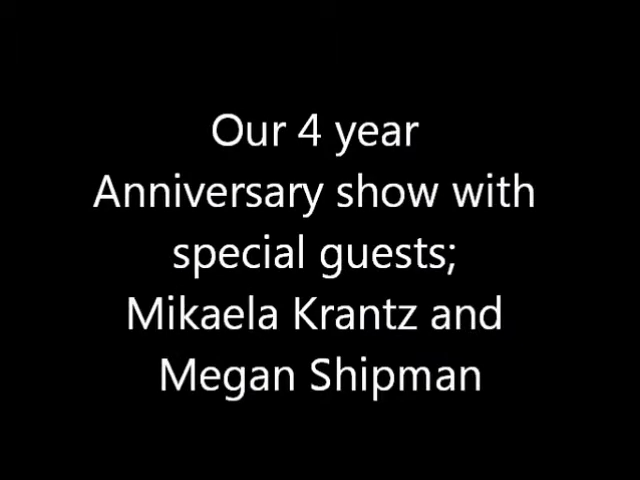 Our 4 year
Anniversary show with
special guests;
Mikaela Krantz and
Megan Shipman